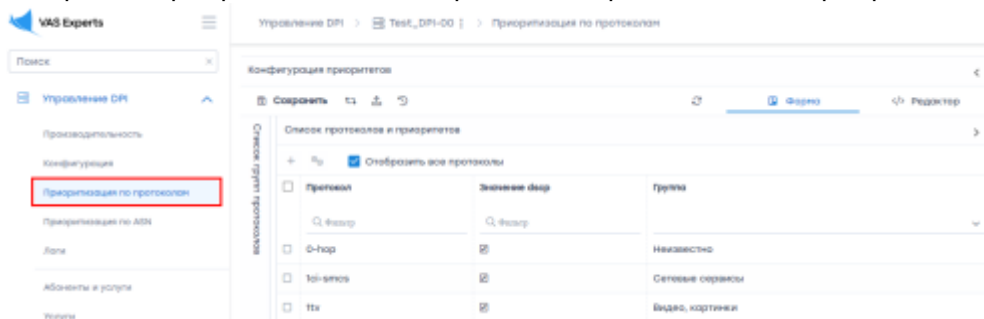 VAS Experts
Управление DPI > Test_DPI-00 > Приоритизация по протоколам
Поиск
Конфигурация приоритетов
Управление DPI
Сохранить
Форма
</> Редактор
Производительность
Список групп протоколов
Список протоколов и приоритетов
Конфигурация
Отобразить все протоколы
Приоритизация по протоколам
Протокол
Значение dscp
Группа
Приоритизация по ASN
Фильтр
Фильтр
Логи
0-hop
Неизвестно
1ci-smcs
Сетевые сервисы
Абоненты и услуги
ttx
Видео, картинки
Услуги